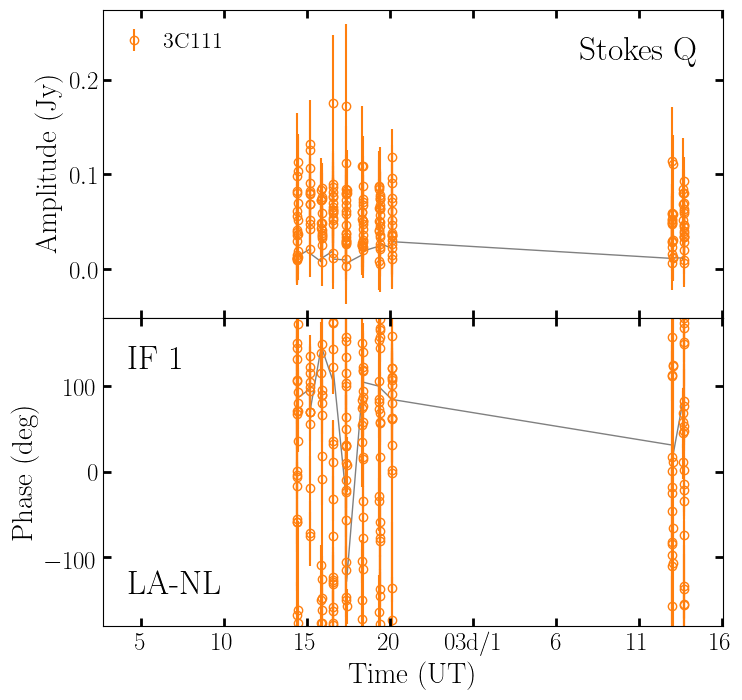 3C111
Stokes Q
0.2
0.1
0.0
Amplitude (Jy)
IF 1
100
0
−100
Phase (deg)
LA-NL
5 10 15 20 03d/1 6 11 16
Time (UT)